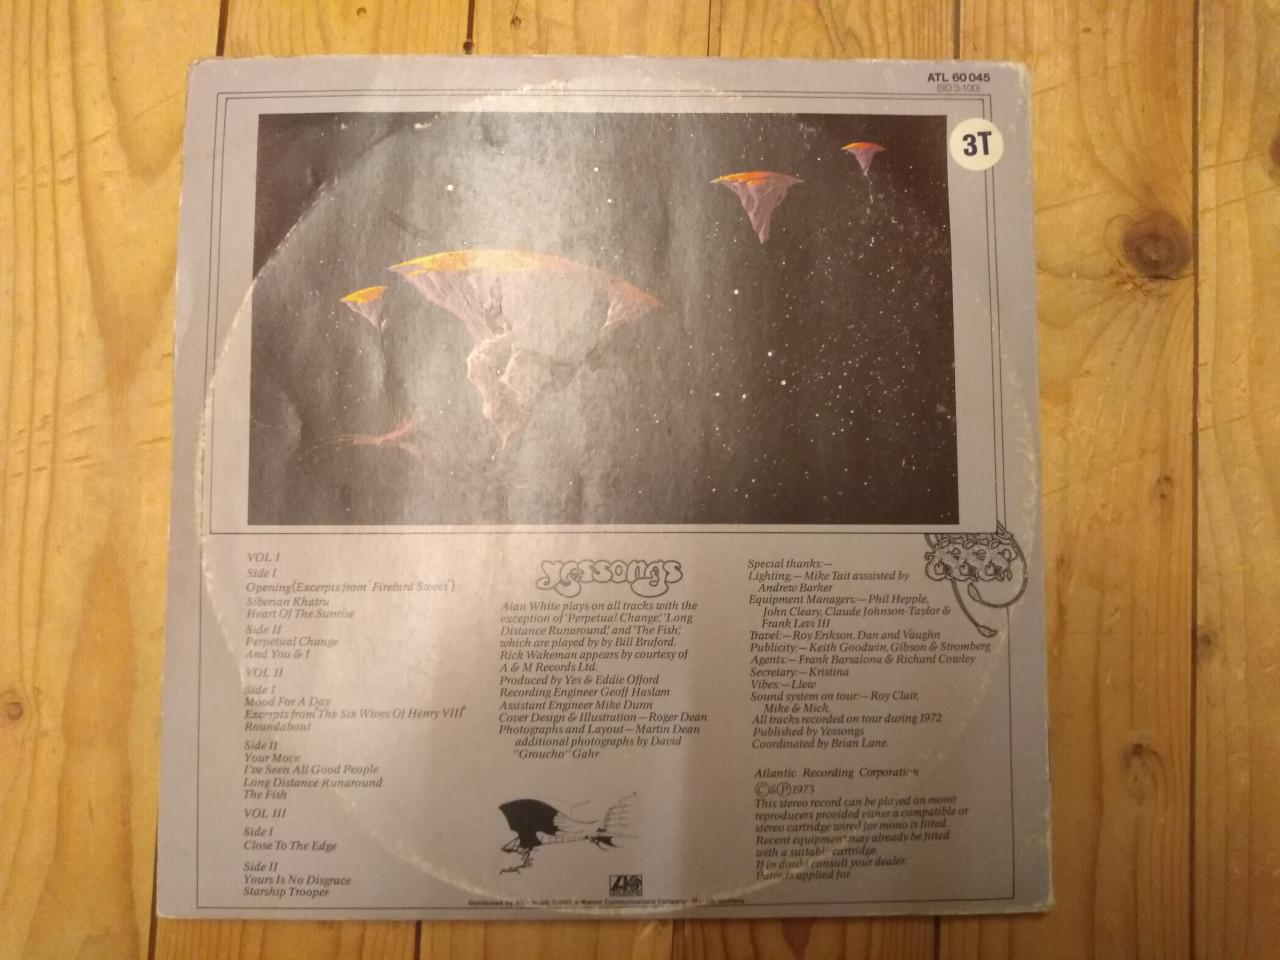 ATL 60 045
(SD 3-100)
3T
VOL I
Side I
Opening(Excerpts from "Firebird Sweet")
Siberian Khatru
Heart Of The Sunrise
Side II
Perpetual Change
And You & I
VOL II
Side I
Mood For A Day
Excerpts from "The Six Wives Of Henry VIII"
Roundabout
Side II
Your Move
I've Seen All Good People
Long Distance Runaround
The Fish
VOL III
Side I
Close To The Edge
Side II
Yours Is No Disgrace
Starship Trooper
yessongs
Alan White plays on all tracks with the
exception of "Perpetual Change," "Long
Distance Runaround," and "The Fish,"
which are played by by Bill Bruford.
Rick Wakeman appears by courtesy of
A & M Records Ltd.
Produced by Yes & Eddie Offord
Recording Engineer Geoff Haslam
Assistant Engineer Mike Dunn
Cover Design & Illustration — Roger Dean
Photographs and Layout — Martin Dean
additional photographs by David
"Groucho" Gahr
Special thanks:—
Lighting:— Mike Tait asssisted by
Andrew Barker
Equipment Managers:— Phil Hepple,
John Cleary, Claude Johnson-Taylor &
Frank Levi III
Travel:— Roy Erikson, Dan and Vaughn
Publicity:— Keith Goodwin, Gibson & Stromberg
Agents:— Frank Barsalona & Richard Cowley
Secretary:— Kristina
Vibes:— Llew
Sound system on tour:— Roy Clair,
Mike & Mick.
All tracks recorded on tour during 1972
Published by Yessongs
Coordinated by Brian Lane.
Atlantic Recording Corporation
©&℗1973
This stereo record can be played on mono
reproducers provided either a compatible or
stereo cartridge wired for mono is fitted.
Recent equipment may already be fitted
with a suitable cartridge.
If in doubt consult your dealer.
Patent applied for
ATLANTIC
Distributed by Musik GmbH, a Warner Communications Company Germany